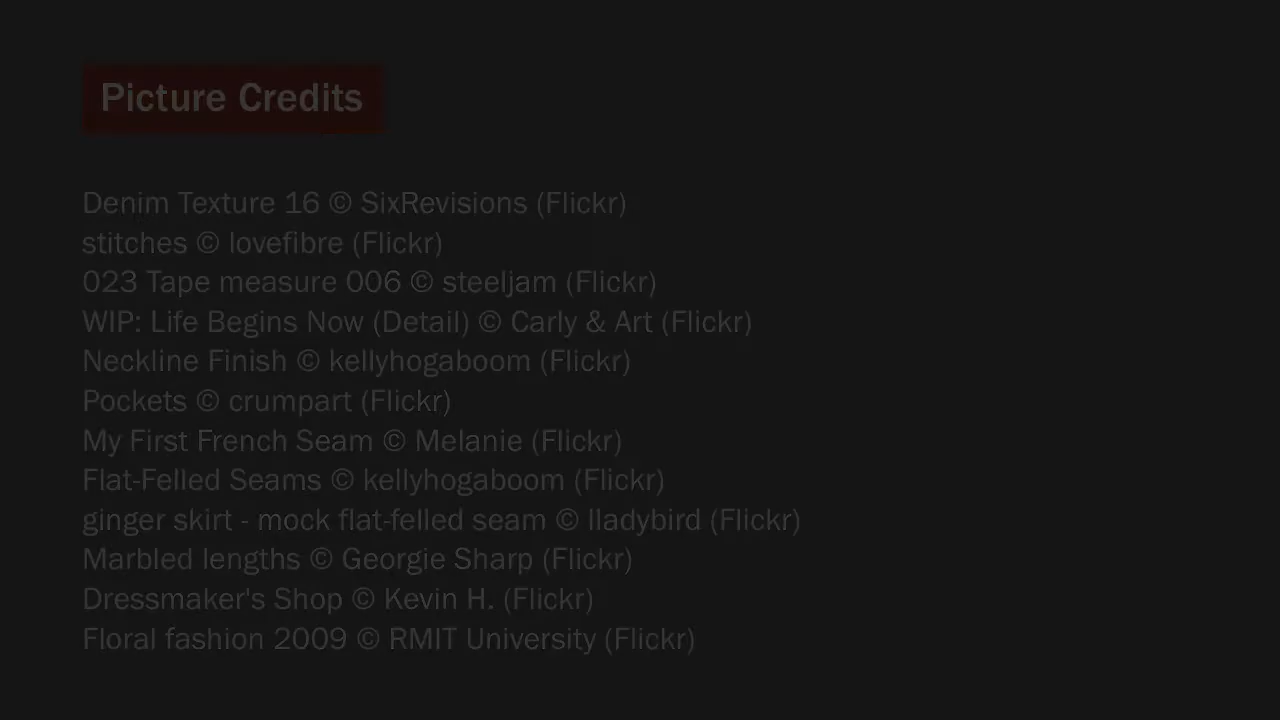 Picture Credits
Denim Texture 16 © SixRevisions (Flickr)
stitches © lovefibre (Flickr)
023 Tape measure 006 © steeljam (Flickr)
WIP: Life Begins Now (Detail) © Carly & Art (Flickr)
Neckline Finish © kellyhogaboom (Flickr)
Pockets © crumpart (Flickr)
My First French Seam © Melanie (Flickr)
Flat-Felled Seams © kellyhogaboom (Flickr)
ginger skirt - mock flat-felled seam © lladybird (Flickr)
Marbled lengths © Georgie Sharp (Flickr)
Dressmaker's Shop © Kevin H. (Flickr)
Floral fashion 2009 © RMIT University (Flickr)